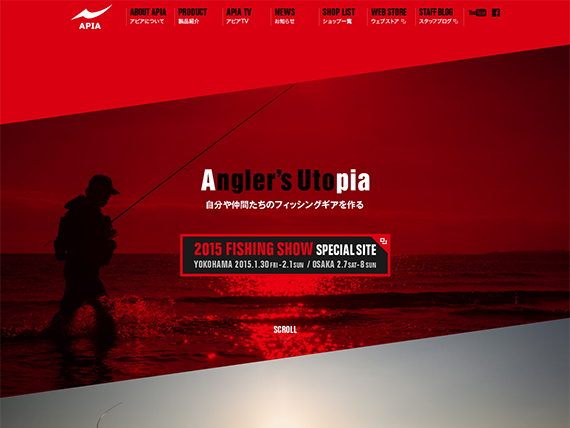 APIA
ABOUT APIA
アピアについて
PRODUCT
製品紹介
APIA TV
アピアTV
NEWS
お知らせ
SHOP LIST
ショップ一覧
WEB STORE
ウェブストア
STAFF BLOG
スタッフブログ
YouTube
Angler's Utopia
自分や仲間たちのフィッシングギアを作る
2015 FISHING SHOW SPECIAL SITE
YOKOHAMA 2015.1.30 FRI -2.1 SUN / OSAKA 2.7 SAT -8 SUN
SCROLL